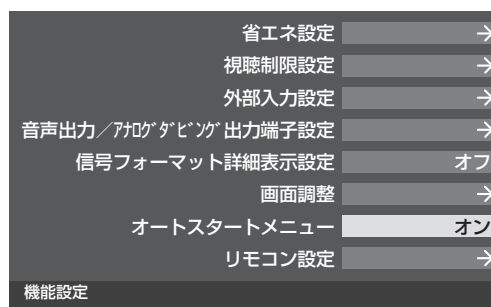 省エネ設定 →
視聴制限設定 →
外部入力設定 →
音声出力／ｱﾅﾛｸﾞﾀﾞﾋﾞﾝｸﾞ出力端子設定 →
信号フォーマット詳細表示設定 オフ
画面調整 →
オートスタートメニュー オン
リモコン設定 →
機能設定